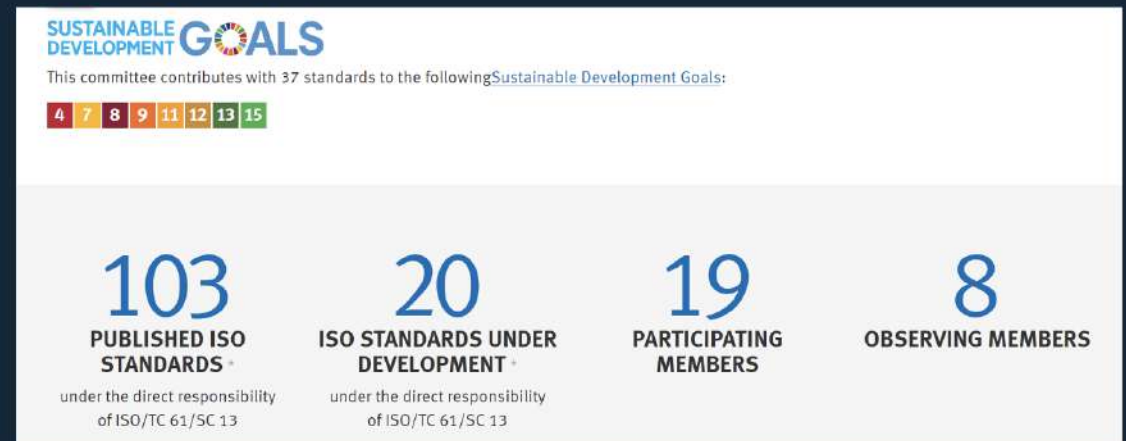 SUSTAINABLE
DEVELOPMENT GOALS
This committee contributes with 37 standards to the followingSustainable Development Goals:
4 7 8 9 11 12 13 15
103 20 19 8
PUBLISHED ISO ISO STANDARDS UNDER PARTICIPATING OBSERVING MEMBERS
STANDARDS * DEVELOPMENT * MEMBERS
under the direct responsibility under the direct responsibility
of ISO/TC 61/SC 13 of ISO/TC 61/SC 13